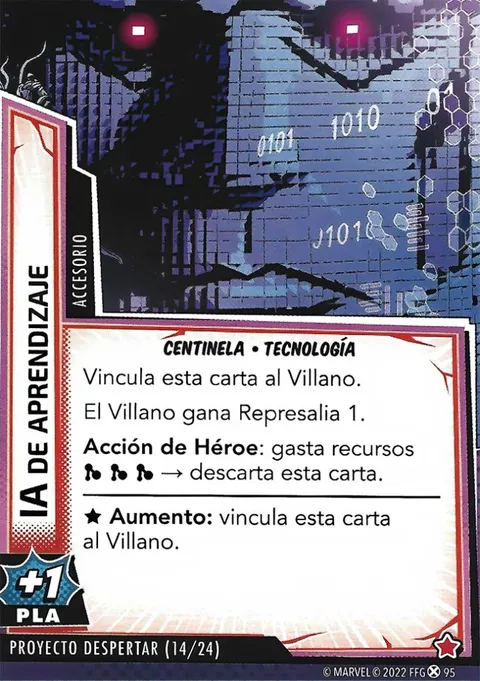 0101
1010
01
1010
ACCESORIO
IA DE APRENDIZAJE
CENTINELA • TECNOLOGÍA
Vincula esta carta al Villano.
El Villano gana Represalia 1.
Acción de Héroe: gasta recursos
→ descarta esta carta.
★ Aumento: vincula esta carta
al Villano.
+1
PLA
PROYECTO DESPERTAR (14/24)
© MARVEL © 2022 FFG 95